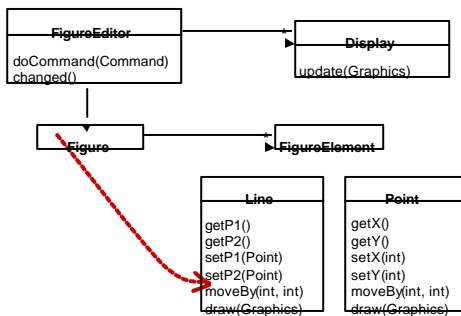 FigureEditor
doCommand(Command)
changed()
*
Display
update(Graphics)
Figure
*
FigureElement
Line
getP1()
getP2()
setP1(Point)
setP2(Point)
moveBy(int, int)
draw(Graphics)
Point
getX()
getY()
setX(int)
setY(int)
moveBy(int, int)
draw(Graphics)